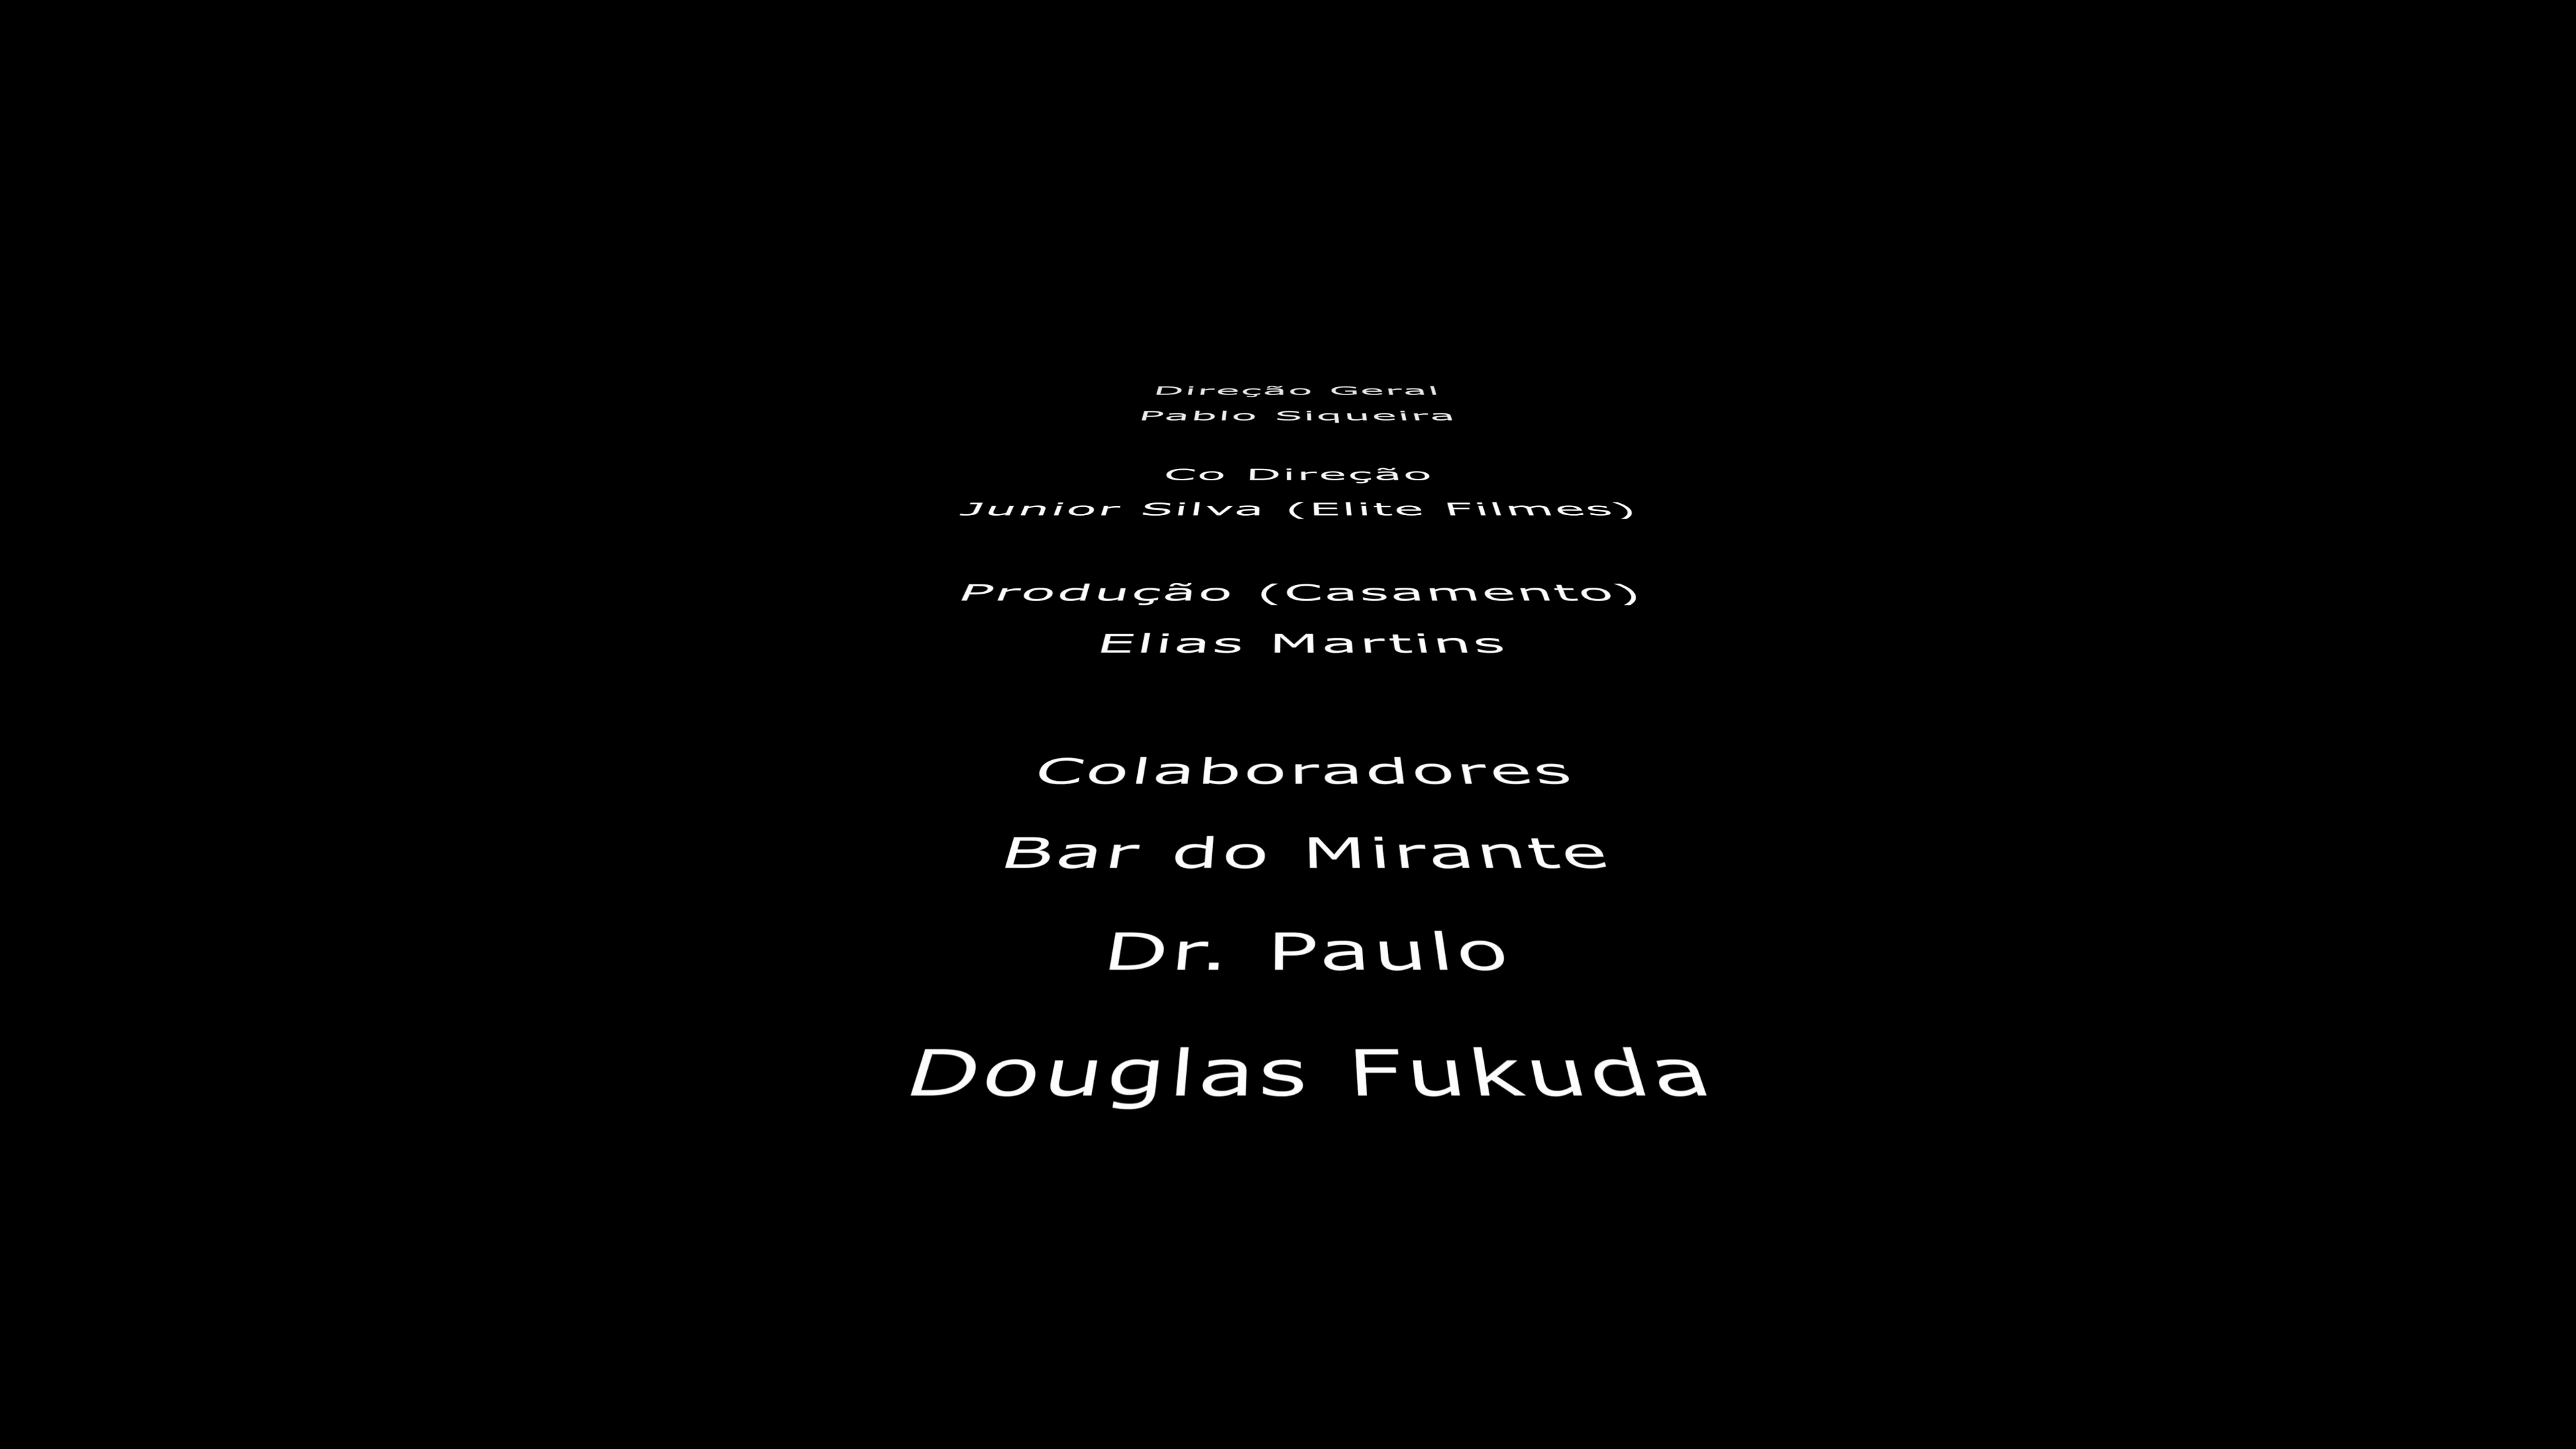 Direção Geral
Pablo Siqueira
Co Direção
Junior Silva (Elite Filmes)
Produção (Casamento)
Elias Martins
Colaboradores
Bar do Mirante
Dr. Paulo
Douglas Fukuda